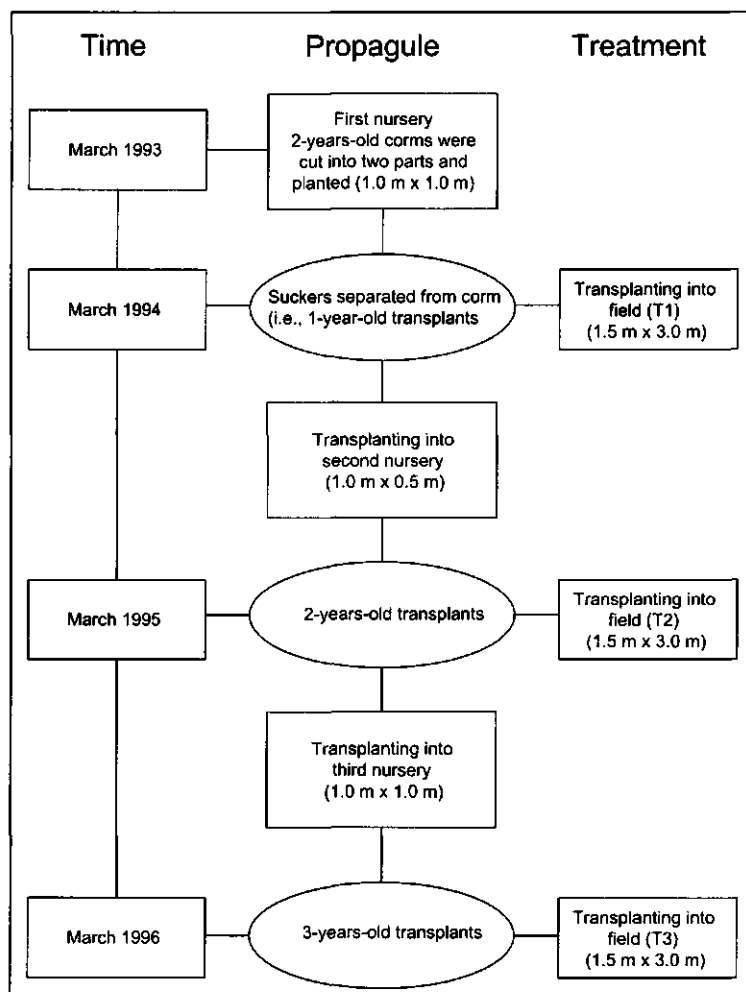 Time
Propagule
Treatment
March 1993
First nursery
2-years-old corms were
cut into two parts and
planted (1.0 m x 1.0 m)
March 1994
Suckers separated from corm
(i.e., 1-year-old transplants
Transplanting into
field (T1)
(1.5 m x 3.0 m)
Transplanting into
second nursery
(1.0 m x 0.5 m)
March 1995
2-years-old transplants
Transplanting into
field (T2)
(1.5 m x 3.0 m)
Transplanting into
third nursery
(1.0 m x 1.0 m)
March 1996
3-years-old transplants
Transplanting into
field (T3)
(1.5 m x 3.0 m)